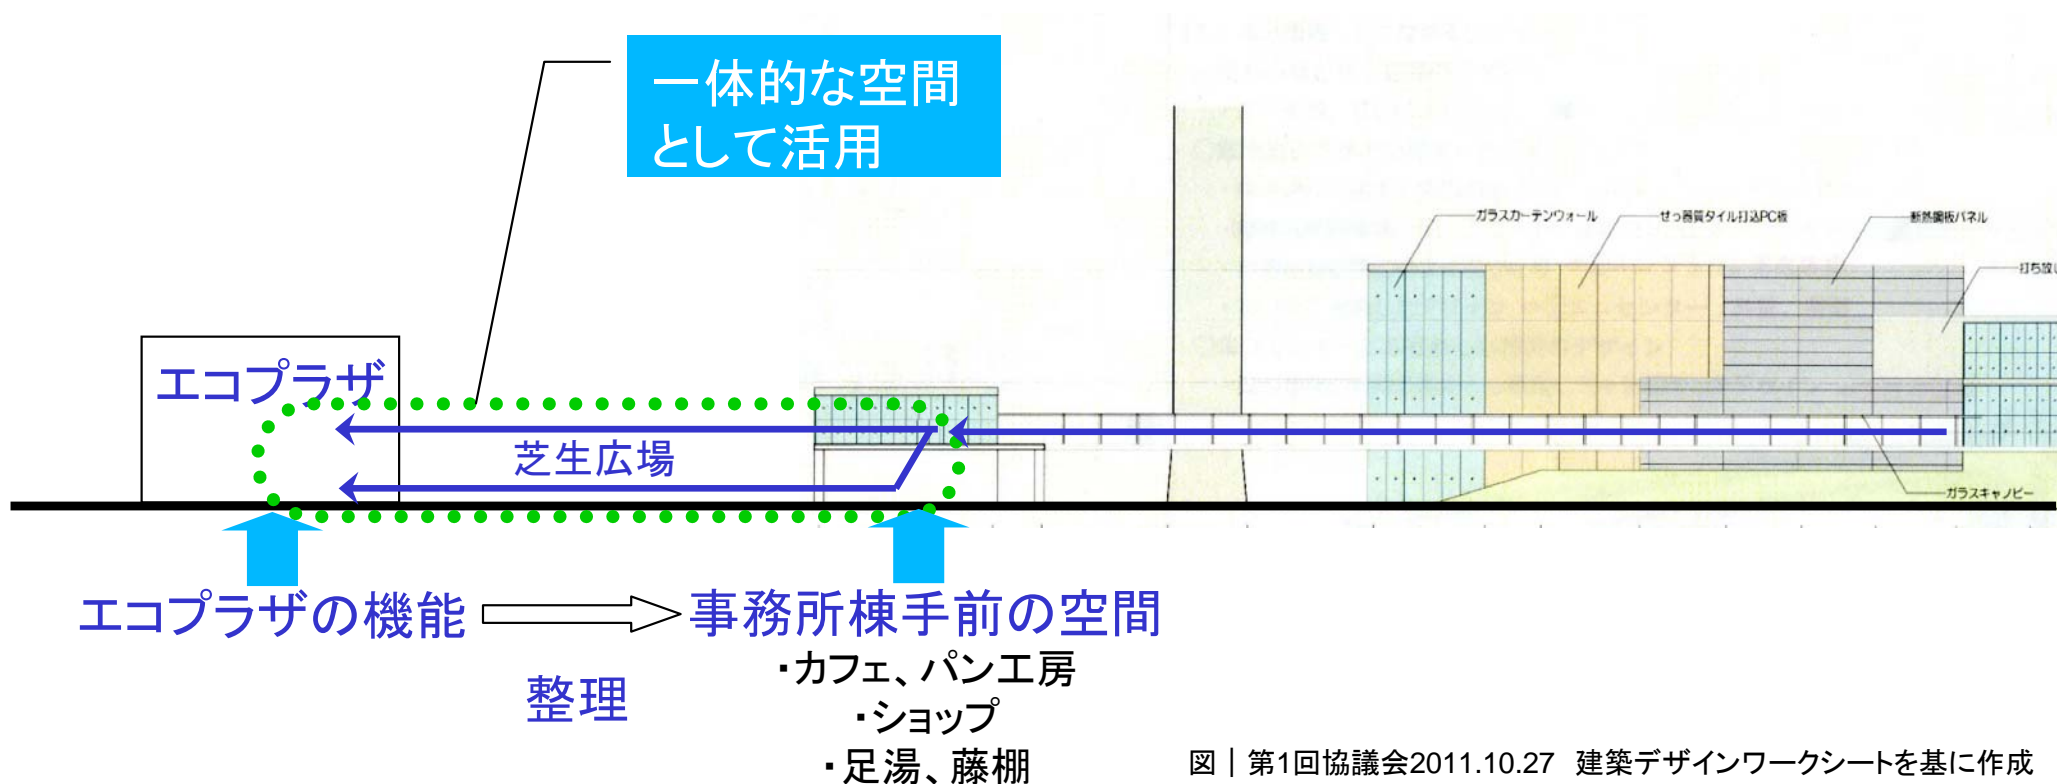 一体的な空間
として活用
ガラスカーテンウォール
せっ器質タイル打込PC板
断熱鋼板パネル
打ち放し
エコプラザ
芝生広場
ガラスキャノピー
エコプラザの機能
事務所棟手前の空間
・カフェ、パン工房
整理
・ショップ
・足湯、藤棚
図｜第1回協議会2011.10.27 建築デザインワークシートを基に作成